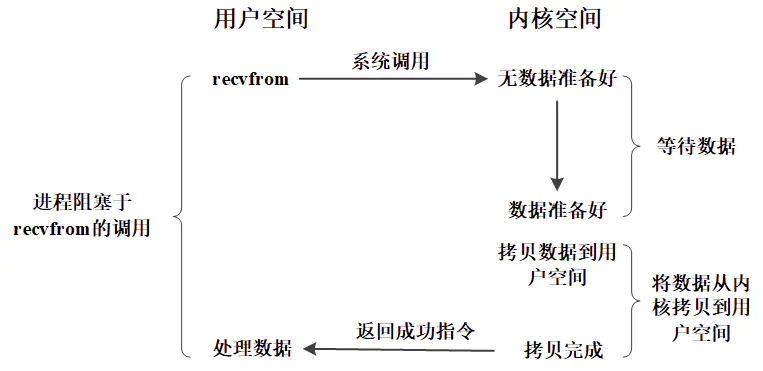 用户空间
内核空间
recvfrom
系统调用
无数据准备好
等待数据
进程阻塞于
recvfrom的调用
数据准备好
拷贝数据到用
户空间
将数据从内
核拷贝到用
户空间
处理数据
返回成功指令
拷贝完成